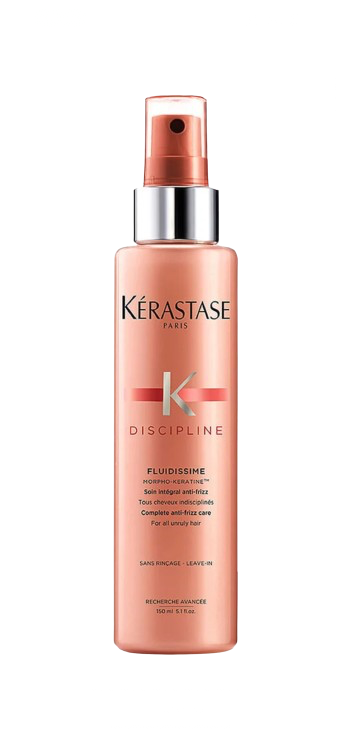 KÉRASTASE
PARIS
K
DISCIPLINE
FLUIDISSIME
MORPHO-KERATINE™
Soin intégral anti-frizz
Tous cheveux indisciplinés
Complete anti-frizz care
For all unruly hair
SANS RINÇAGE - LEAVE-IN
RECHERCHE AVANCÉE
150 ml 5.1 fl.oz.